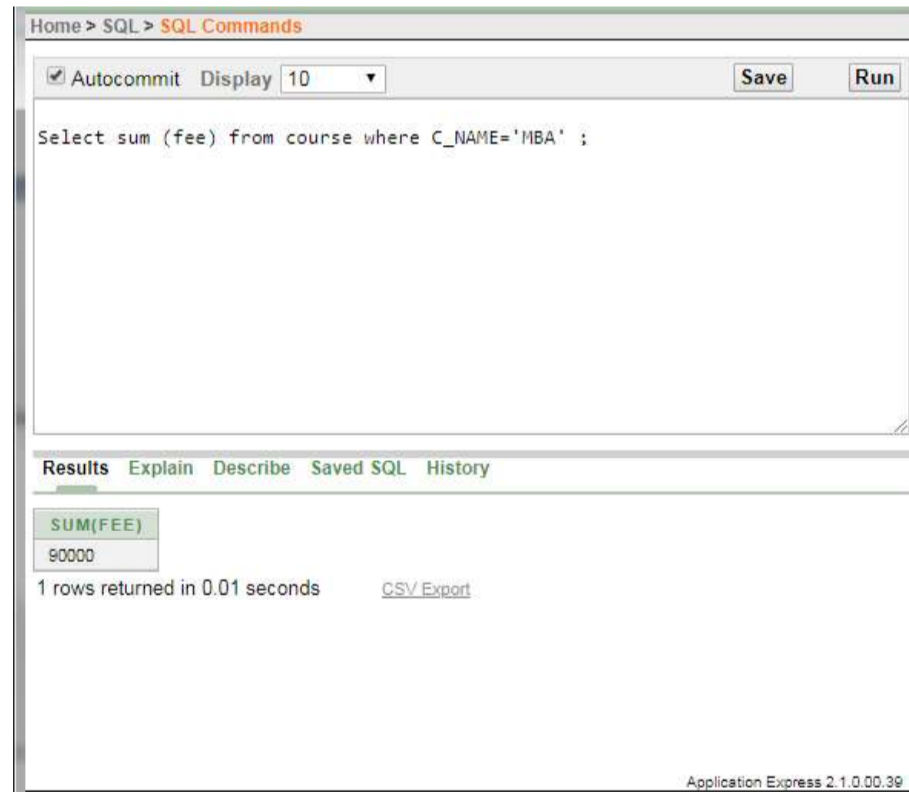 Home > SQL > SQL Commands
Autocommit Display 10 Save Run
Select sum (fee) from course where C_NAME='MBA' ;
Results Explain Describe Saved SQL History
SUM(FEE)
90000
1 rows returned in 0.01 seconds CSV Export
Application Express 2.1.0.00.39